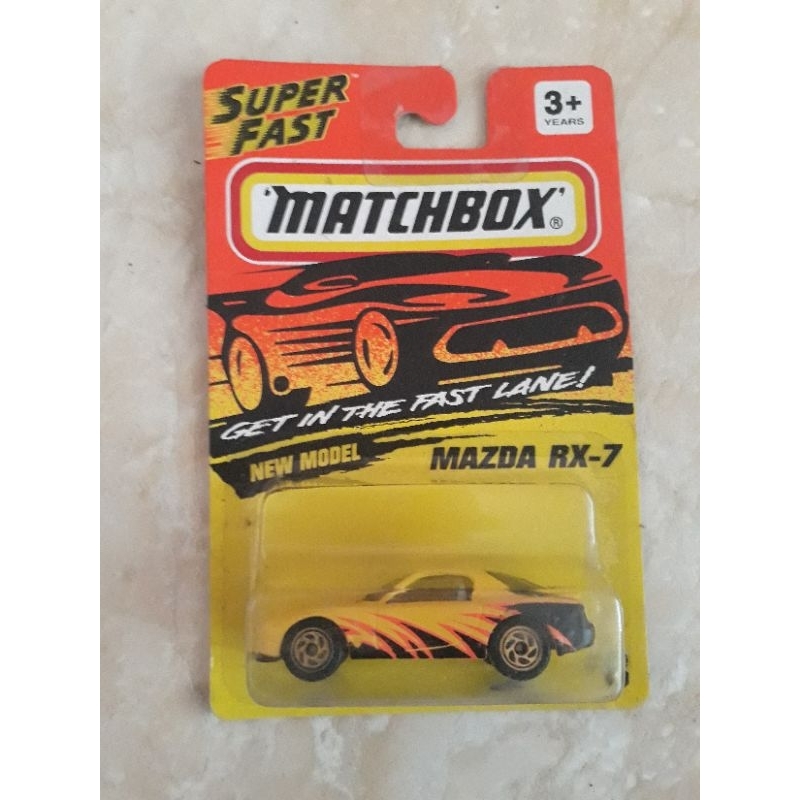 SUPER
FAST
3+
YEARS
'MATCHBOX'®
GET IN THE FAST LANE!
NEW MODEL
MAZDA RX-7